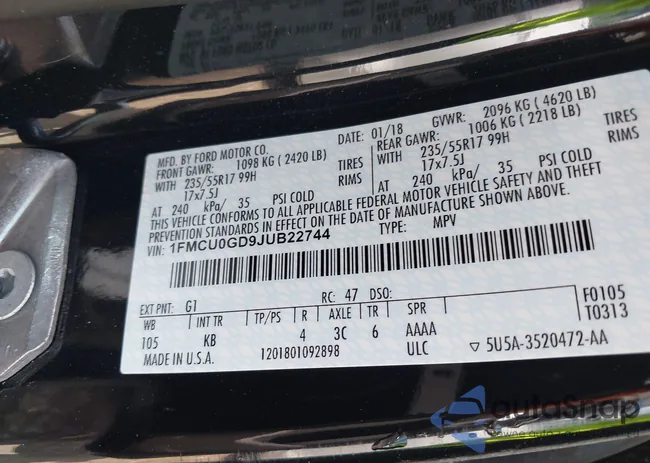 MFD. BY FORD MOTOR CO.
DATE: 01/18
GVWR: 2096 KG ( 4620 LB)
FRONT GAWR: 1098 KG ( 2420 LB)
REAR GAWR: 1006 KG ( 2218 LB)
WITH 235/55R17 99H TIRES
WITH 235/55R17 99H TIRES
17x7.5J RIMS
17x7.5J RIMS
AT 240 kPa/ 35 PSI COLD
AT 240 kPa/ 35 PSI COLD
THIS VEHICLE CONFORMS TO ALL APPLICABLE FEDERAL MOTOR VEHICLE SAFETY AND THEFT
PREVENTION STANDARDS IN EFFECT ON THE DATE OF MANUFACTURE SHOWN ABOVE.
VIN: 1FMCU0GD9JUB22744
TYPE: MPV
EXT PNT: G1 RC: 47 DSO: F0105
WB INT TR TP/PS R AXLE TR SPR T0313
105 KB 4 3C 6 AAAA
MADE IN U.S.A. 1201801092898 ULC ▽ 5U5A-3520472-AA
autoSnap